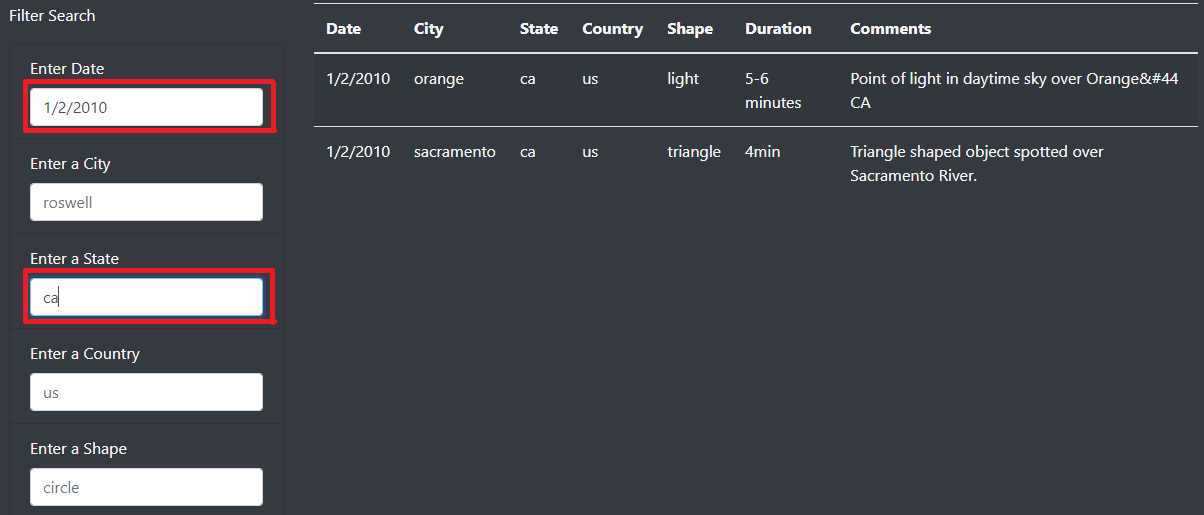 Filter Search
Enter Date
1/2/2010
Enter a City
roswell
Enter a State
ca
Enter a Country
us
Enter a Shape
circle
Date City State Country Shape Duration Comments
1/2/2010 orange ca us light 5-6 Point of light in daytime sky over Orange&#44
minutes CA
1/2/2010 sacramento ca us triangle 4min Triangle shaped object spotted over
Sacramento River.